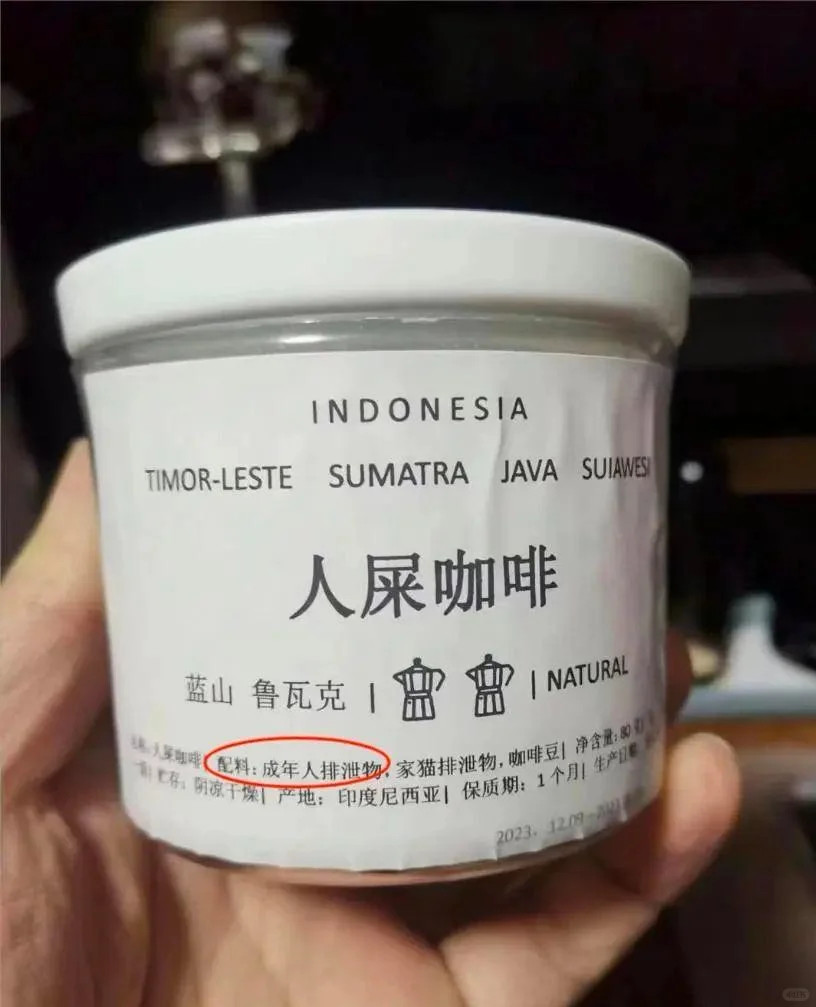 INDONESIA
TIMOR-LESTE SUMATRA JAVA SUIAWESI
人屎咖啡
蓝山 鲁瓦克 | | NATURAL
人屎咖啡| 配料：成年人排泄物，家猫排泄物，咖啡豆| 净含量：80
贮存：阴凉干燥| 产地：印度尼西亚| 保质期：1个月| 生产日期
2023. 12.09